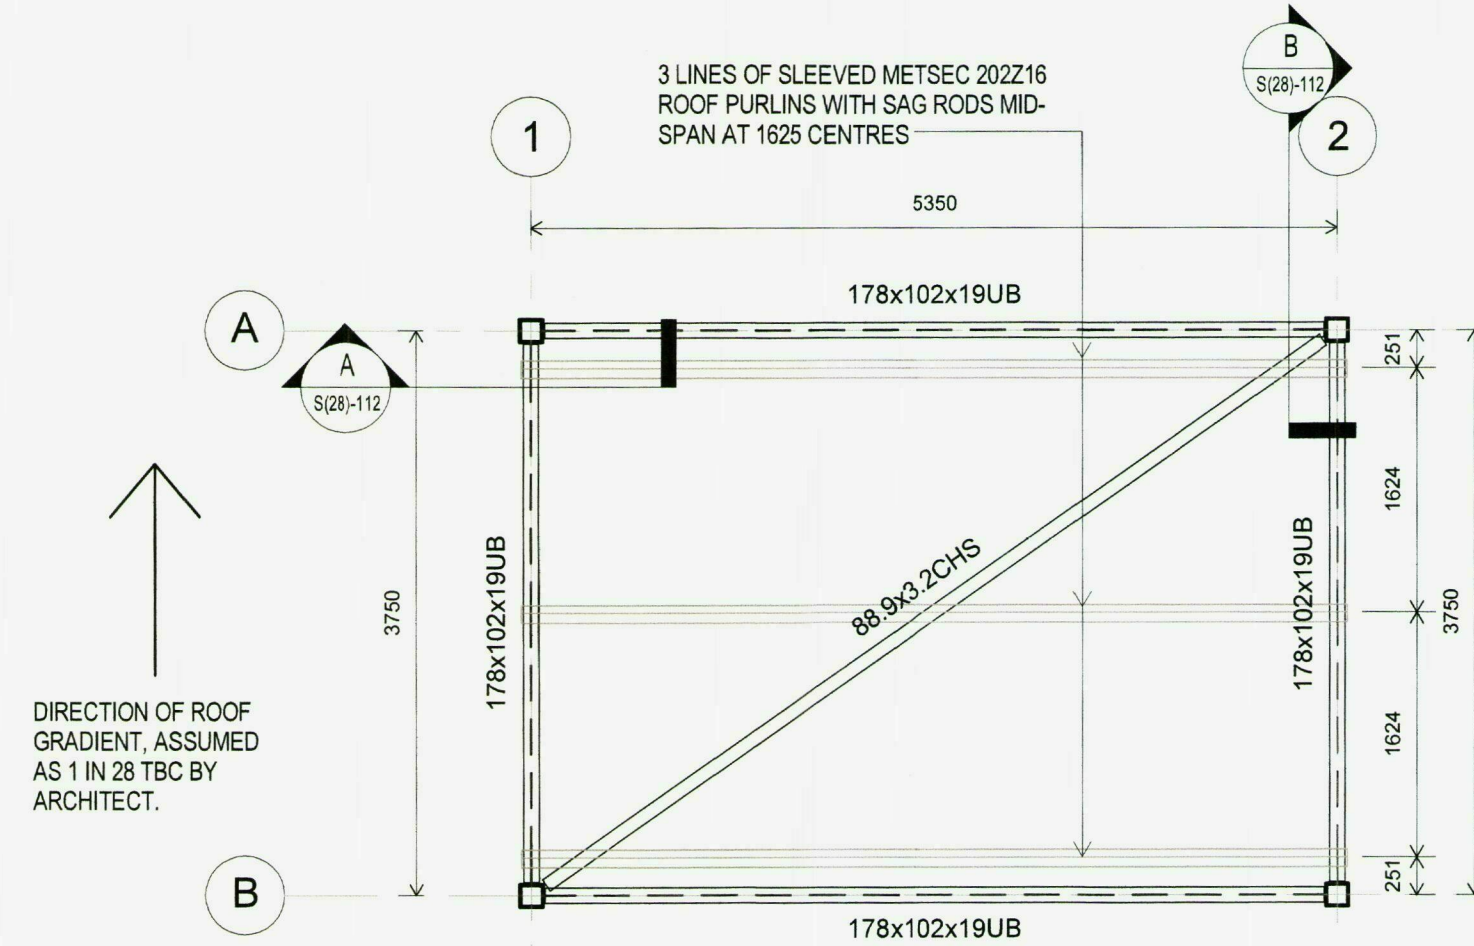 3 LINES OF SLEEVED METSEC 202Z16
ROOF PURLINS WITH SAG RODS MID-
SPAN AT 1625 CENTRES
B
S(28)-112
1
2
5350
178x102x19UB
A
A
S(28)-112
251
1624
3750
178x102x19UB
88.9x3.2CHS
178x102x19UB
3750
DIRECTION OF ROOF
GRADIENT, ASSUMED
AS 1 IN 28 TBC BY
ARCHITECT.
1624
251
B
178x102x19UB